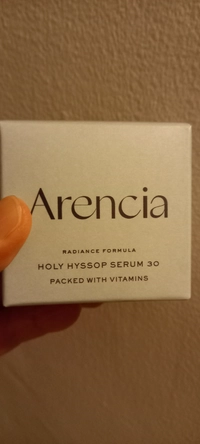 Arencia
RADIANCE FORMULA
HOLY HYSSOP SERUM 30
PACKED WITH VITAMINS